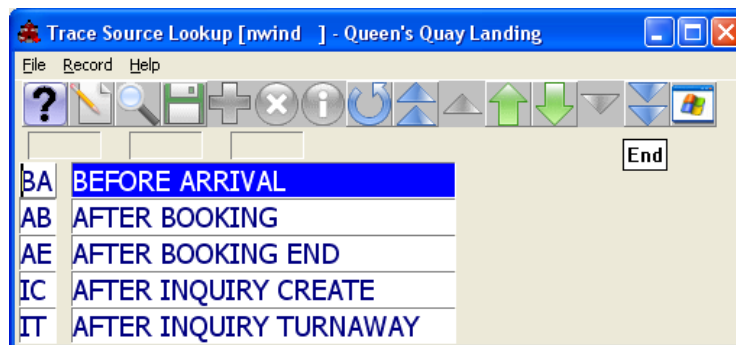 Trace Source Lookup [nwind   ] - Queen's Quay Landing
File Record Help
?
End
BA BEFORE ARRIVAL
AB AFTER BOOKING
AE AFTER BOOKING END
IC AFTER INQUIRY CREATE
IT AFTER INQUIRY TURNAWAY